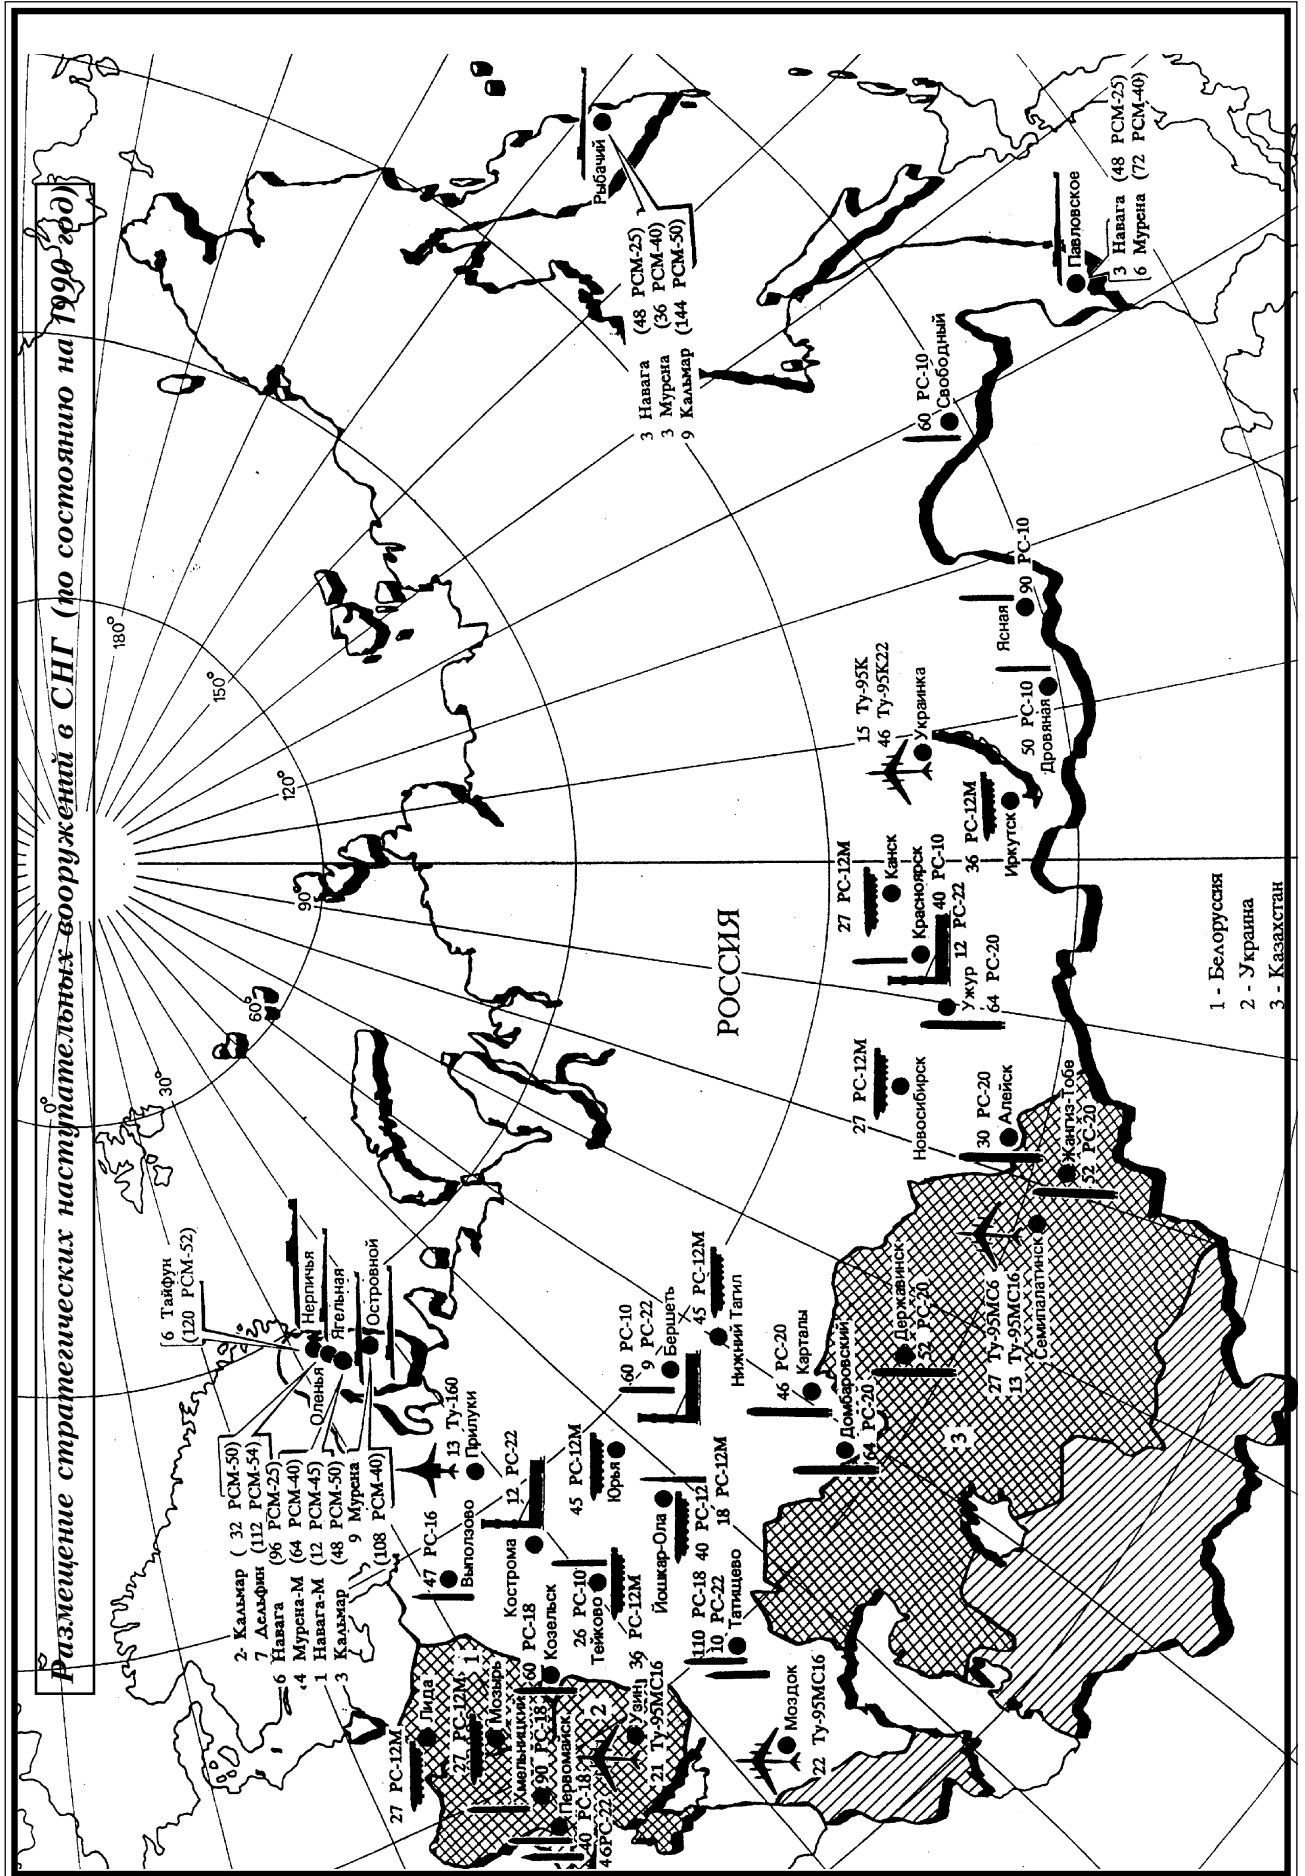 Размещение стратегических наступательных вооружений в СНГ (по состоянию на 1990 год)
0°
30°
60°
90°
120°
150°
180°
6 Тайфун
(120 РСМ-52)
Нерпичья
Ягельная
Оленья
Островной
2 Кальмар ( 32 РСМ-50)
7 Дельфин (112 РСМ-54)
6 Навага (96 РСМ-25)
4 Мурена-М (64 РСМ-40)
1 Навага-М (12 РСМ-45)
3 Кальмар (48 РСМ-50)
9 Мурена
(108 РСМ-40)
13 Ту-160
Прилуки
47 РС-16
Выползово
12 РС-22
Кострома
60 РС-18
Козельск
26 РС-10
Тейково
36 РС-12М
45 РС-12М
Юрья
Йошкар-Ола
40 РС-12
18 РС-12М
110 РС-18
10 РС-22
Татищево
60 РС-10
9 РС-22
Бершеть
45 РС-12М
Нижний Тагил
46 РС-20
Карталы
Домбаровский
64 РС-20
Державинск
52 РС-20
27 Ту-95МС6
13 Ту-95МС16
Семипалатинск
Жангиз-Тобе
52 РС-20
3
30 РС-20
Алейск
27 РС-12М
Новосибирск
РОССИЯ
Ужур
64 РС-20
Красноярск
12 РС-22
40 РС-10
27 РС-12М
Канск
36 РС-12М
Иркутск
15 Ту-95К
46 Ту-95К22
Украинка
50 РС-10
Дровяная
Ясная
90 РС-10
60 РС-10
Свободный
Рыбачий
3 Навага (48 РСМ-25)
3 Мурена (36 РСМ-40)
9 Кальмар (144 РСМ-50)
Павловское
3 Навага (48 РСМ-25)
6 Мурена (72 РСМ-40)
27 РС-12М
Лида
27 РС-12М
1
Мозырь
Хмельницкий
90 РС-18
Первомайск
40 РС-18
46РС-22
2
Узин
21 Ту-95МС16
Моздок
22 Ту-95МС16
1 - Белоруссия
2 - Украина
3 - Казахстан